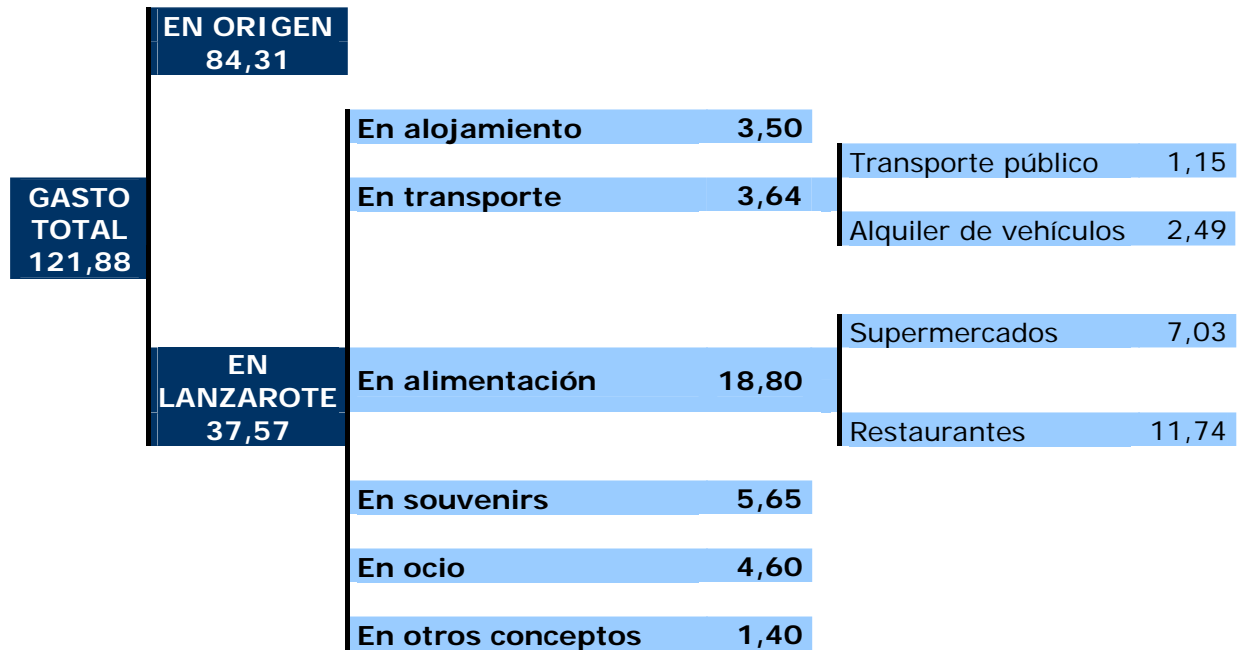 EN ORIGEN
84,31
En alojamiento 3,50
Transporte público 1,15
GASTO
TOTAL
121,88
En transporte 3,64
Alquiler de vehículos 2,49
Supermercados 7,03
EN
LANZAROTE
37,57
En alimentación 18,80
Restaurantes 11,74
En souvenirs 5,65
En ocio 4,60
En otros conceptos 1,40